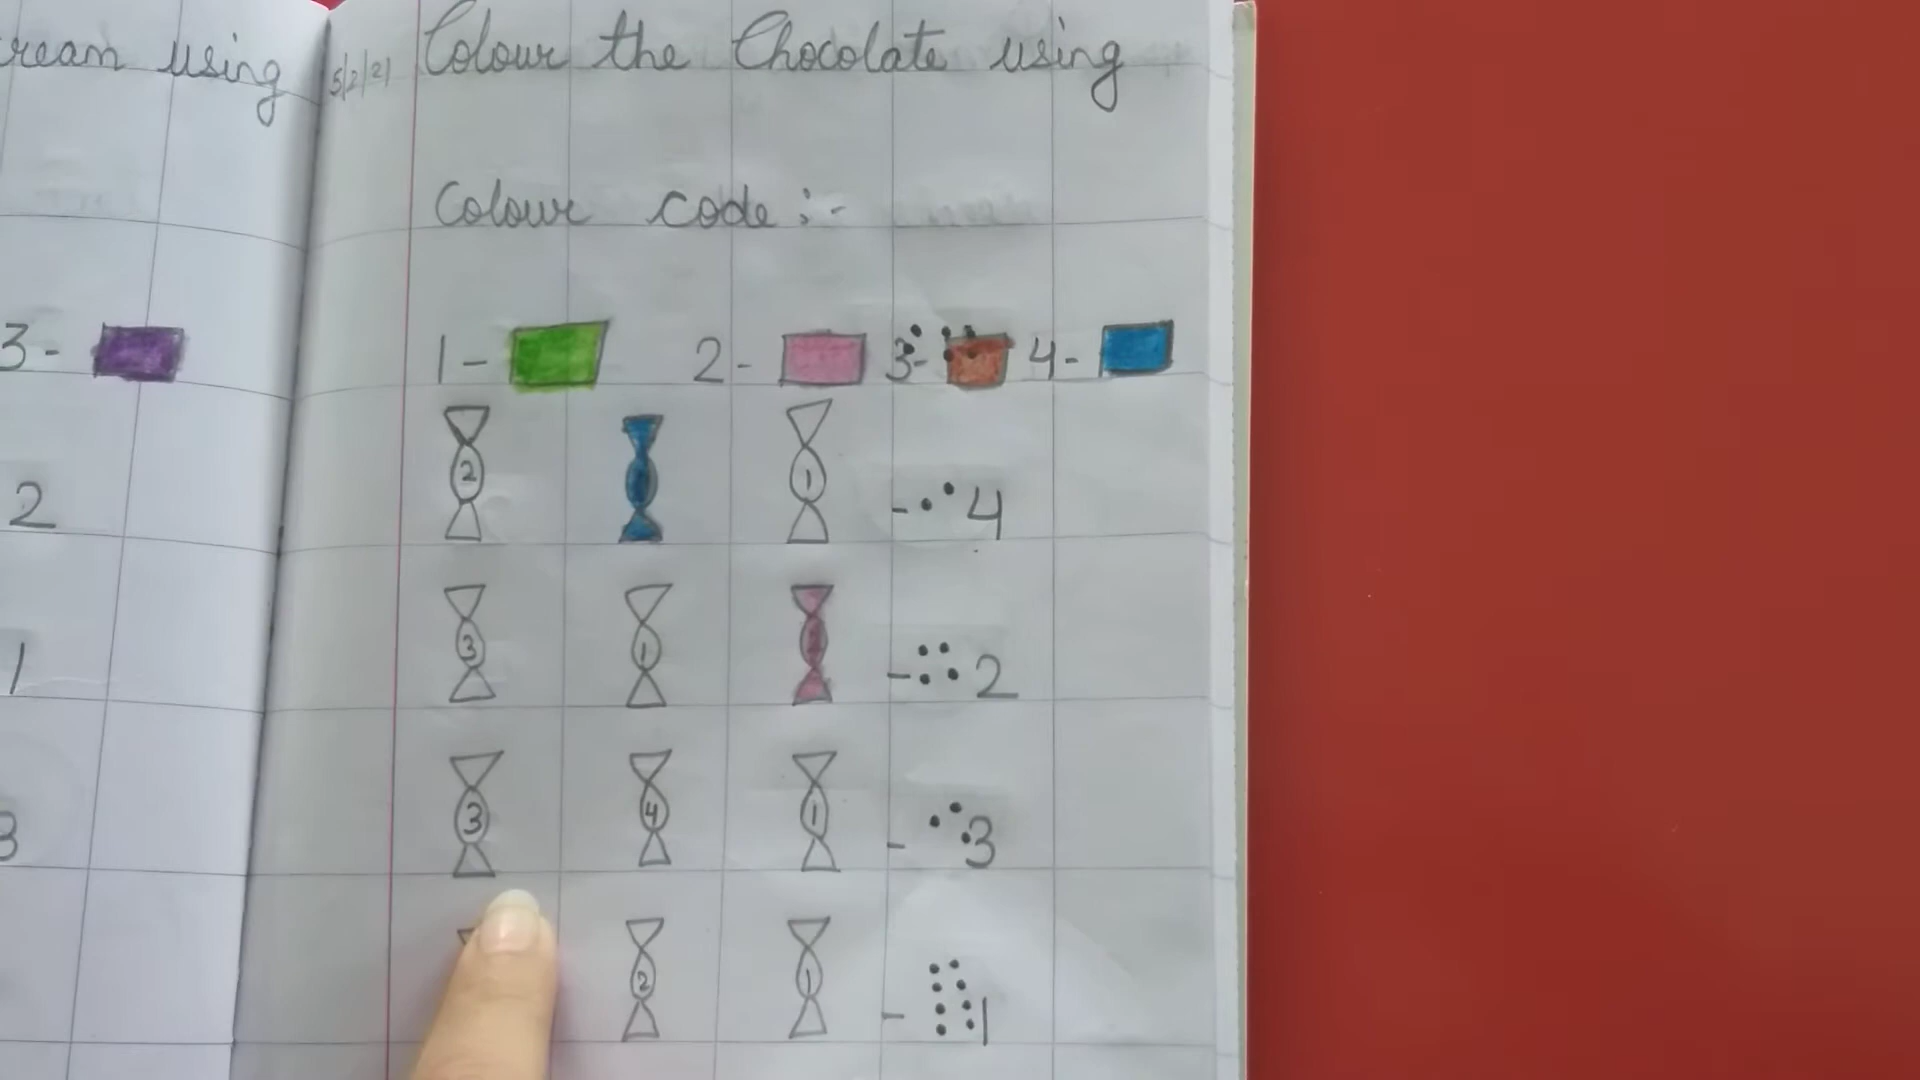 ream using
5/2/21 Colour the Chocolate using
Colour code :-
3 -
1 - 2 - 3- 4 -
2 1 - 4
2
3 1 - 2
1
3 4 1 - 3
3
2 1 - 1